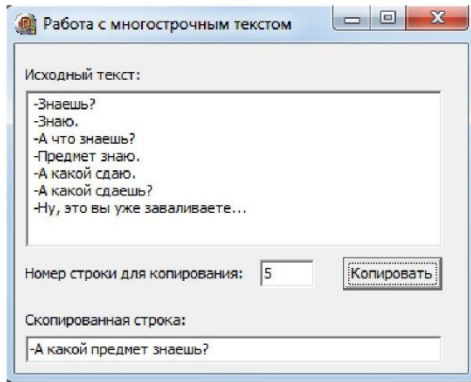 Работа с многострочным текстом
Исходный текст:
-Знаешь?
-Знаю.
-А что знаешь?
-Предмет знаю.
-А какой сдаю.
-А какой сдаешь?
-Ну, это вы уже заваливаете...
Номер строки для копирования: 5 Копировать
Скопированная строка:
-А какой предмет знаешь?